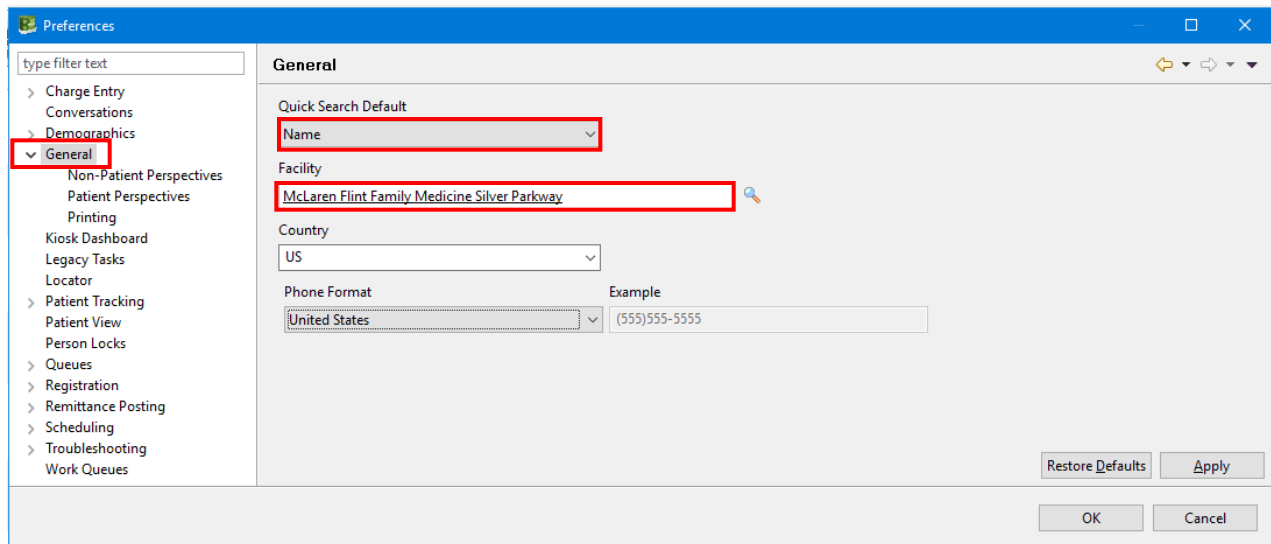 Preferences
type filter text
Charge Entry
Conversations
Demographics
General
Non-Patient Perspectives
Patient Perspectives
Printing
Kiosk Dashboard
Legacy Tasks
Locator
Patient Tracking
Patient View
Person Locks
Queues
Registration
Remittance Posting
Scheduling
Troubleshooting
Work Queues
General
Quick Search Default
Name
Facility
McLaren Flint Family Medicine Silver Parkway
Country
US
Phone Format Example
United States (555)555-5555
Restore Defaults Apply
OK Cancel